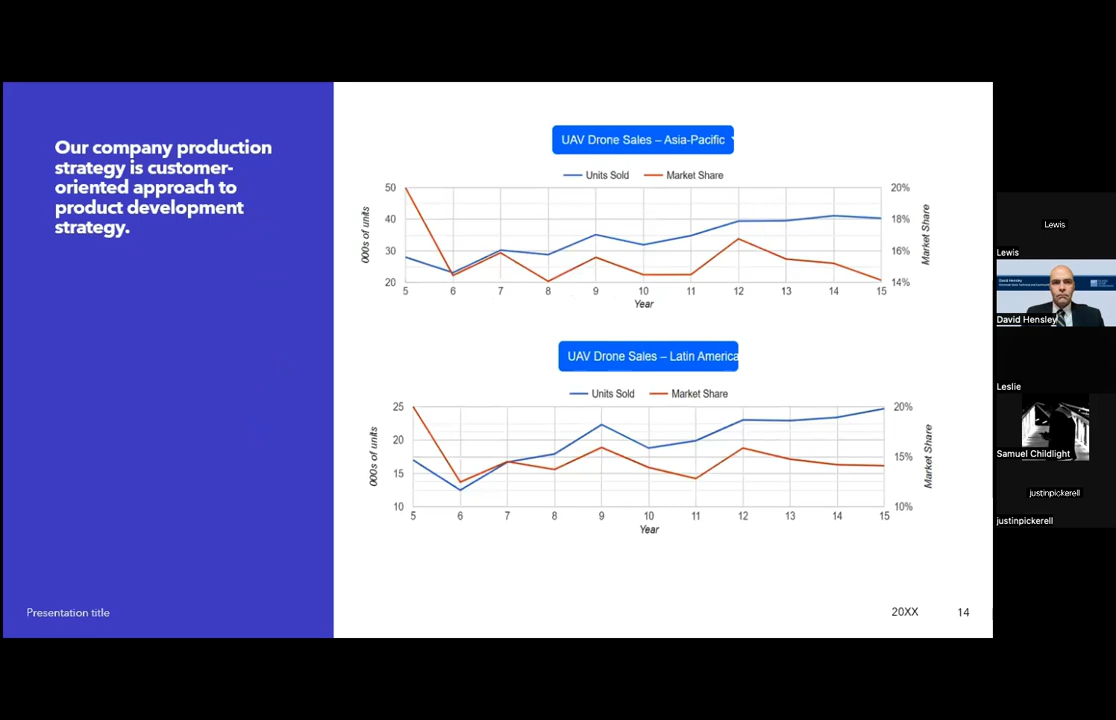 Our company production
strategy is customer-
oriented approach to
product development
strategy.
UAV Drone Sales – Asia-Pacific
Units Sold Market Share
50 20%
40 18%
30 16%
20 14%
000s of units
Market Share
5 6 7 8 9 10 11 12 13 14 15
Year
UAV Drone Sales – Latin America
Units Sold Market Share
25 20%
20
15%
15
10 10%
000s of units
Market Share
5 6 7 8 9 10 11 12 13 14 15
Year
Presentation title
20XX 14
Lewis
Lewis
David Hensley
David Hensley
Leslie
Samuel Childlight
justinpickerell
justinpickerell